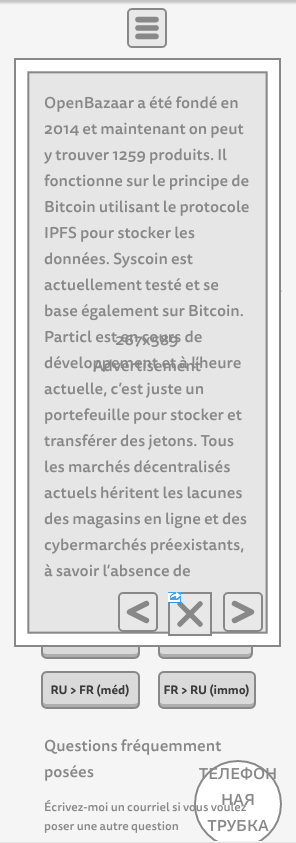 OpenBazaar a été fondé en
2014 et maintenant on peut
y trouver 1259 produits. Il
fonctionne sur le principe de
Bitcoin utilisant le protocole
IPFS pour stocker les
données. Syscoin est
actuellement testé et se
base également sur Bitcoin.
Particl est en cours de
267x589
développement et à l'heure
Advertisement
actuelle, c'est juste un
portefeuille pour stocker et
transférer des jetons. Tous
les marchés décentralisés
actuels héritent les lacunes
des magasins en ligne et des
cybermarchés préexistants,
à savoir l'absence de
RU > FR (méd) FR > RU (immo)
Questions fréquemment
posées
Écrivez-moi un courriel si vous voulez
poser une autre question
ТЕЛЕФОН
НАЯ
ТРУБКА